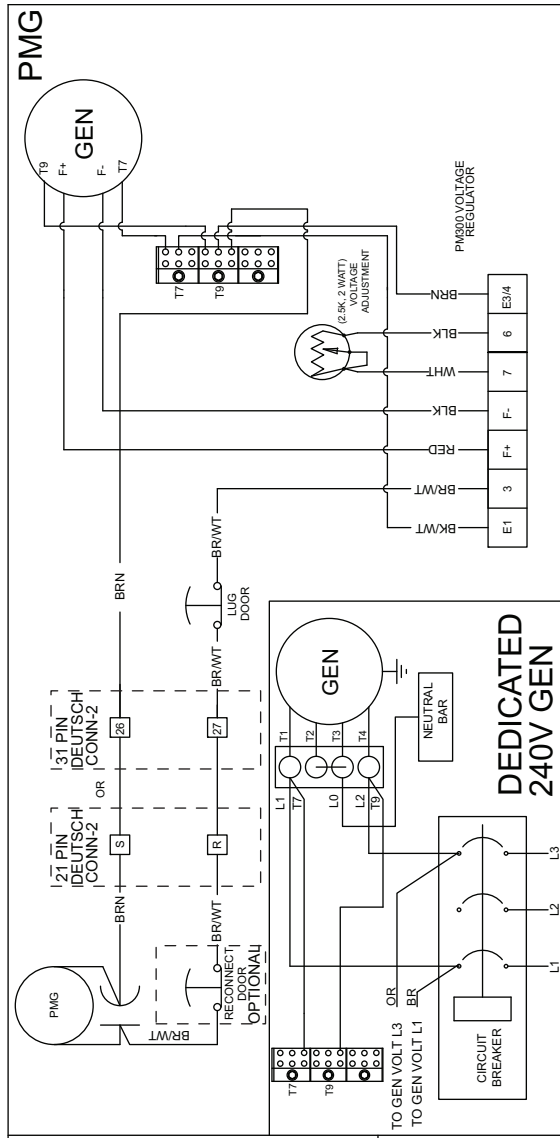 PMG
GEN
T9
F+
F-
T7
T7
T9
PM300 VOLTAGE
REGULATOR
(2.5K, 2 WATT)
VOLTAGE
ADJUSTMENT
BRN
BLK
WHT
BLK
RED
BR/WT
BK/WT
E3/4
6
7
F-
F+
3
E1
BRN
BR/WT
LUG
DOOR
BR/WT
31 PIN
DEUTSCH
CONN-2
26
27
OR
21 PIN
DEUTSCH
CONN-2
S
R
BRN
BR/WT
PMG
BR/WT
RECONNECT
DOOR
OPTIONAL
DEDICATED
240V GEN
GEN
T1
T2
T3
T4
L1
T7
L0
L2
T9
NEUTRAL
BAR
T7
T9
OR
BR
TO GEN VOLT L3
TO GEN VOLT L1
CIRCUIT
BREAKER
L1
L2
L3